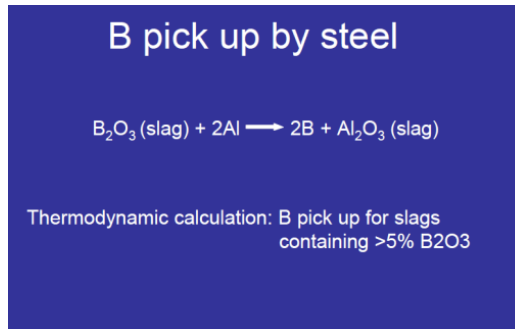 B pick up by steel
B₂O₃ (slag) + 2Al → 2B + Al₂O₃ (slag)
Thermodynamic calculation: B pick up for slags
containing >5% B2O3